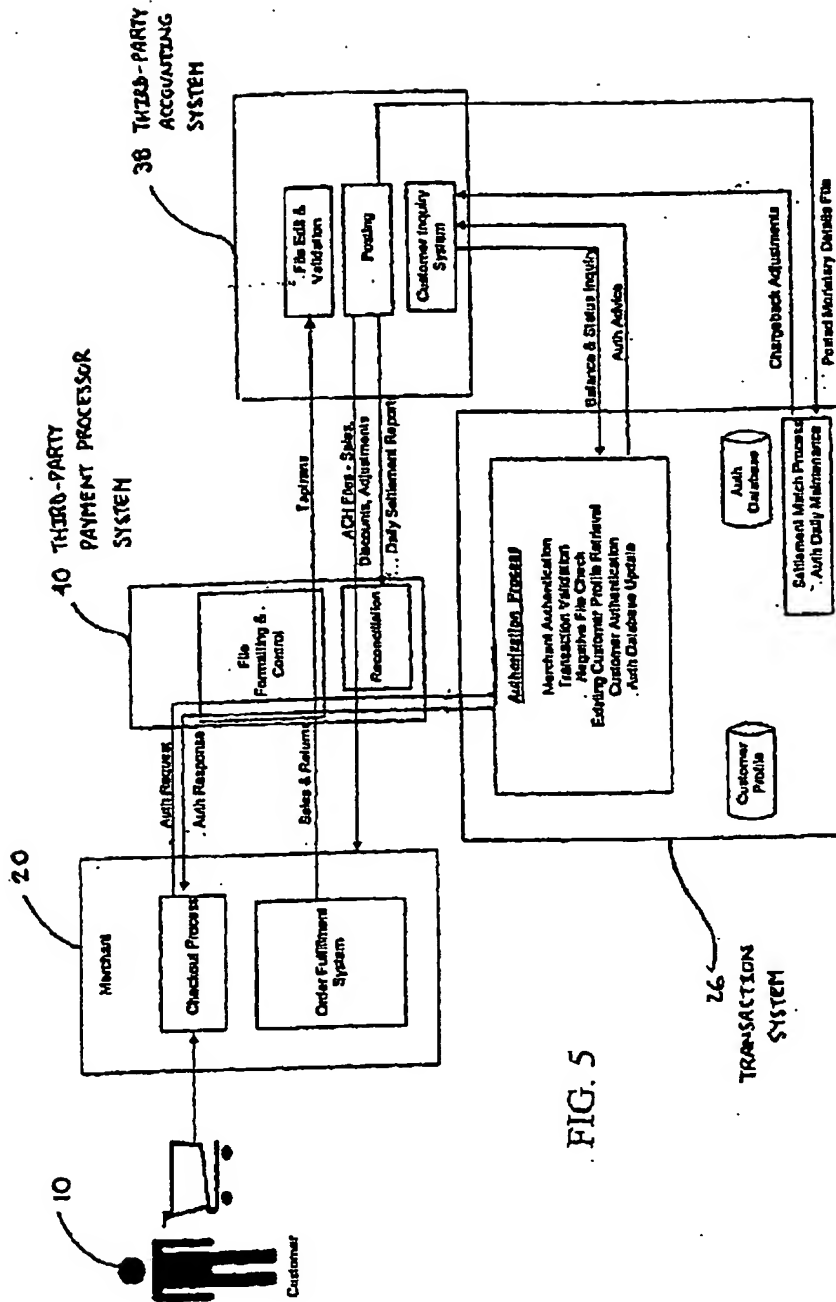 38 THIRD-PARTY
ACCOUNTING
SYSTEM
File Edit &
Validation
Posting
Customer Inquiry
System
40 THIRD-PARTY
PAYMENT PROCESSOR
SYSTEM
File
Formatting &
Control
Reconciliation
Taptrans
ACH Files - Sales,
Discounts, Adjustments
Daily Settlement Report
Balance & Status Inquiry
Auth Advice
Chargeback Adjustments
Posted Monetary Details File
20
Merchant
Checkout Process
Order Fulfillment
System
Auth Request
Auth Response
Sales & Returns
Authorization Process
Merchant Authentication
Transaction Validation
Negative File Check
Existing Customer Profile Retrieval
Customer Authentication
Auth Database Update
Auth
Database
Customer
Profile
Settlement Match Process
Auth Daily Maintenance
26
TRANSACTION
SYSTEM
10
Customer
FIG. 5